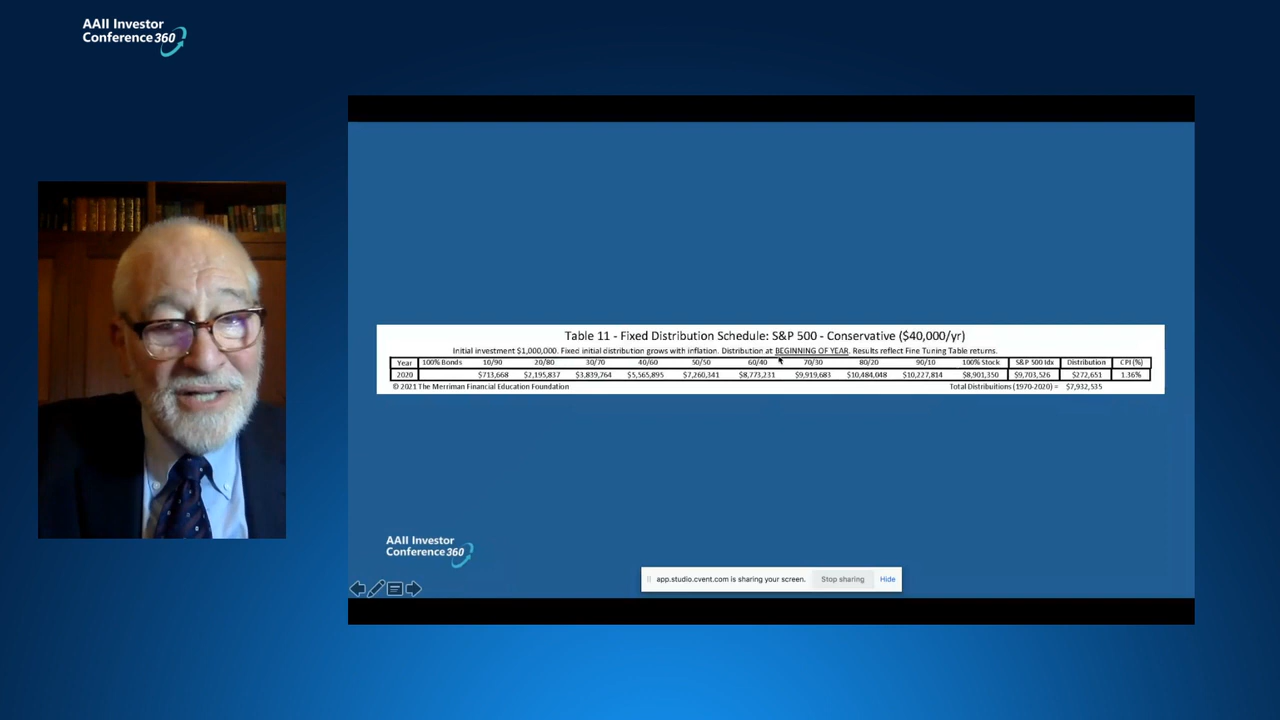 AAII Investor
Conference 360
Table 11 - Fixed Distribution Schedule: S&P 500 - Conservative ($40,000/yr)
Initial investment $1,000,000. Fixed initial distribution grows with inflation. Distribution at BEGINNING OF YEAR. Results reflect Fine Tuning Table returns.
Year 100% Bonds 10/90 20/80 30/70 40/60 50/50 60/40 70/30 80/20 90/10 100% Stock S&P 500 Idx Distribution CPI (%)
2020 $713,668 $2,195,837 $3,839,764 $5,565,895 $7,260,341 $8,773,231 $9,919,683 $10,484,048 $10,227,814 $8,901,350 $9,703,526 $272,651 1.36%
© 2021 The Merriman Financial Education Foundation Total Distribuitions (1970-2020) = $7,932,535
AAII Investor
Conference 360
app.studio.cvent.com is sharing your screen. Stop sharing Hide